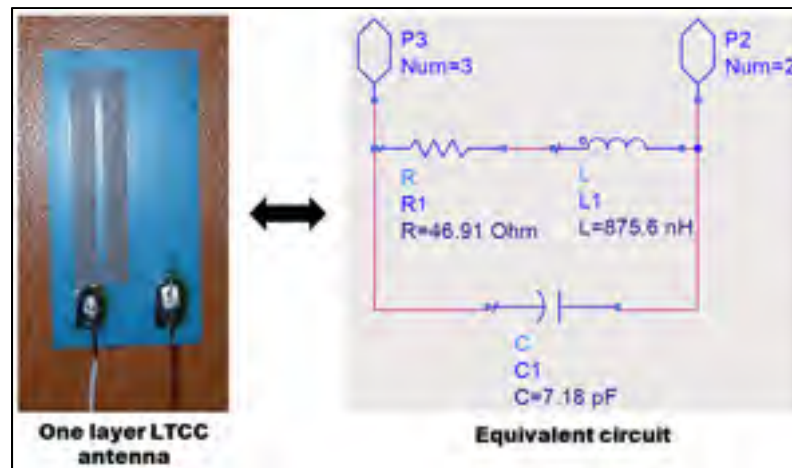 P3
Num=3
P2
Num=2
R
R1
R=46.91 Ohm
L
L1
L=875.6 nH
C
C1
C=7.18 pF
One layer LTCC
antenna
Equivalent circuit